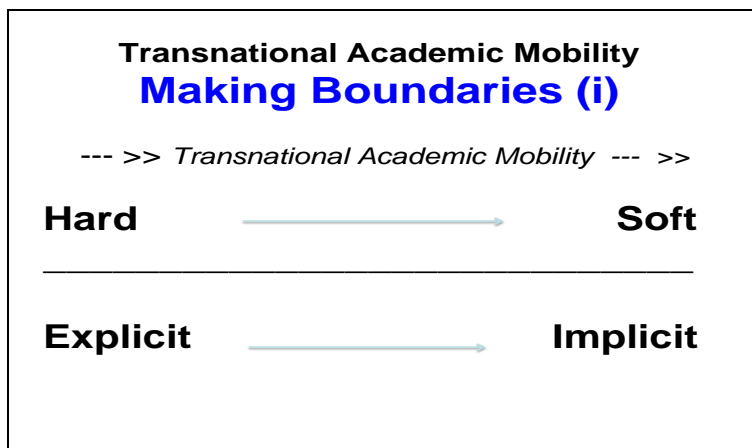 Transnational Academic Mobility
Making Boundaries (i)
--- >> Transnational Academic Mobility --- >>
Hard Soft
Explicit Implicit